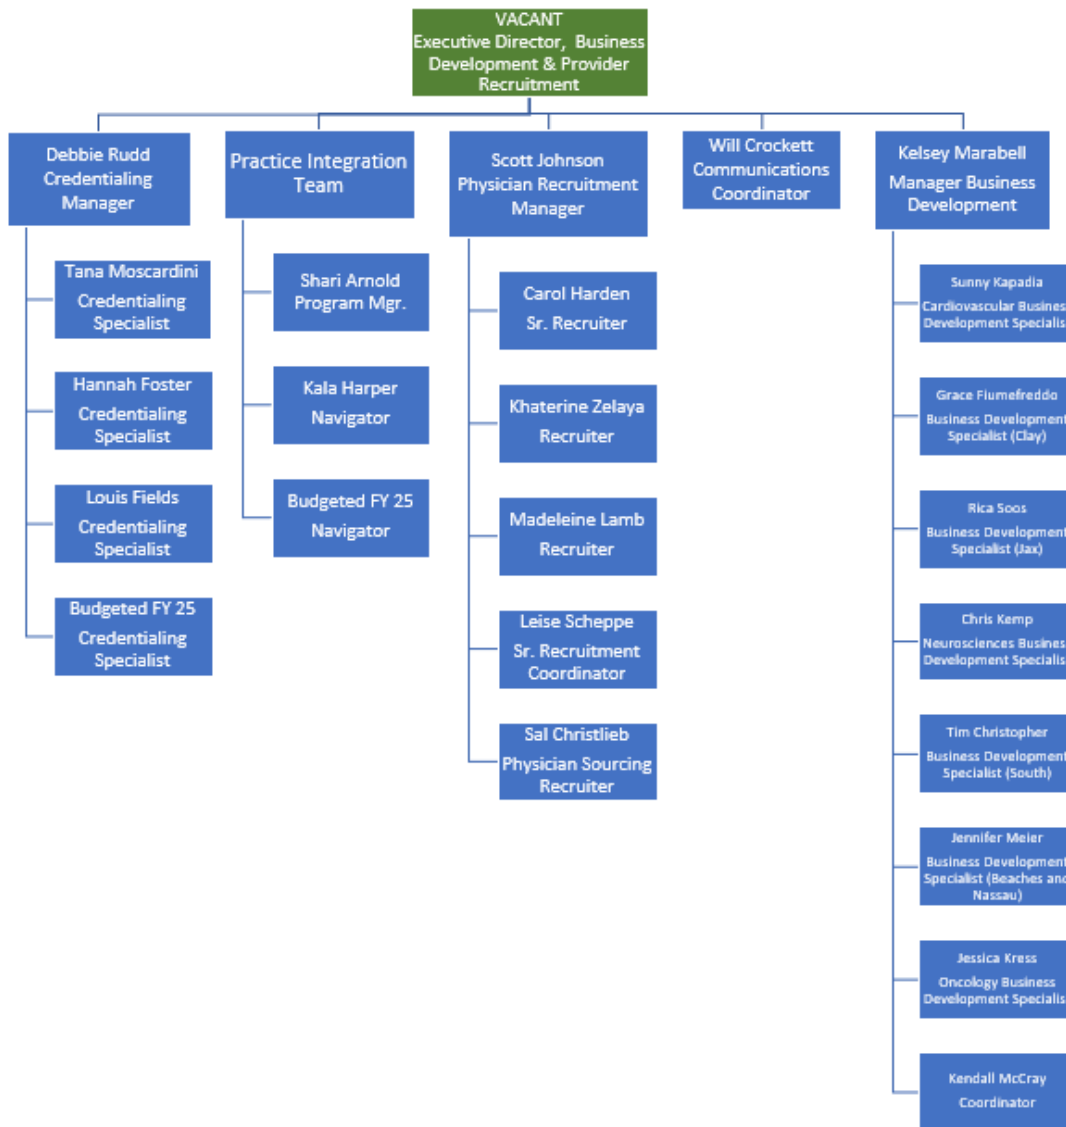 VACANT
Executive Director, Business
Development & Provider
Recruitment
Debbie Rudd
Credentialing
Manager
Tana Moscardini
Credentialing
Specialist
Hannah Foster
Credentialing
Specialist
Louis Fields
Credentialing
Specialist
Budgeted FY 25
Credentialing
Specialist
Practice Integration
Team
Shari Arnold
Program Mgr.
Kala Harper
Navigator
Budgeted FY 25
Navigator
Scott Johnson
Physician Recruitment
Manager
Carol Harden
Sr. Recruiter
Khaterine Zelaya
Recruiter
Madeleine Lamb
Recruiter
Leise Scheppe
Sr. Recruitment
Coordinator
Sal Christlieb
Physician Sourcing
Recruiter
Will Crockett
Communications
Coordinator
Kelsey Marabell
Manager Business
Development
Sunny Kapadia
Cardiovascular Business
Development Specialis
Grace Fiumefreddo
Business Development
Specialist (Clay)
Rica Soos
Business Development
Specialist (Jax)
Chris Kemp
Neurosciences Business
Development Specialis
Tim Christopher
Business Development
Specialist (South)
Jennifer Meier
Business Development
Specialist (Beaches and
Nassau)
Jessica Kress
Oncology Business
Development Specialis
Kendall McCray
Coordinator